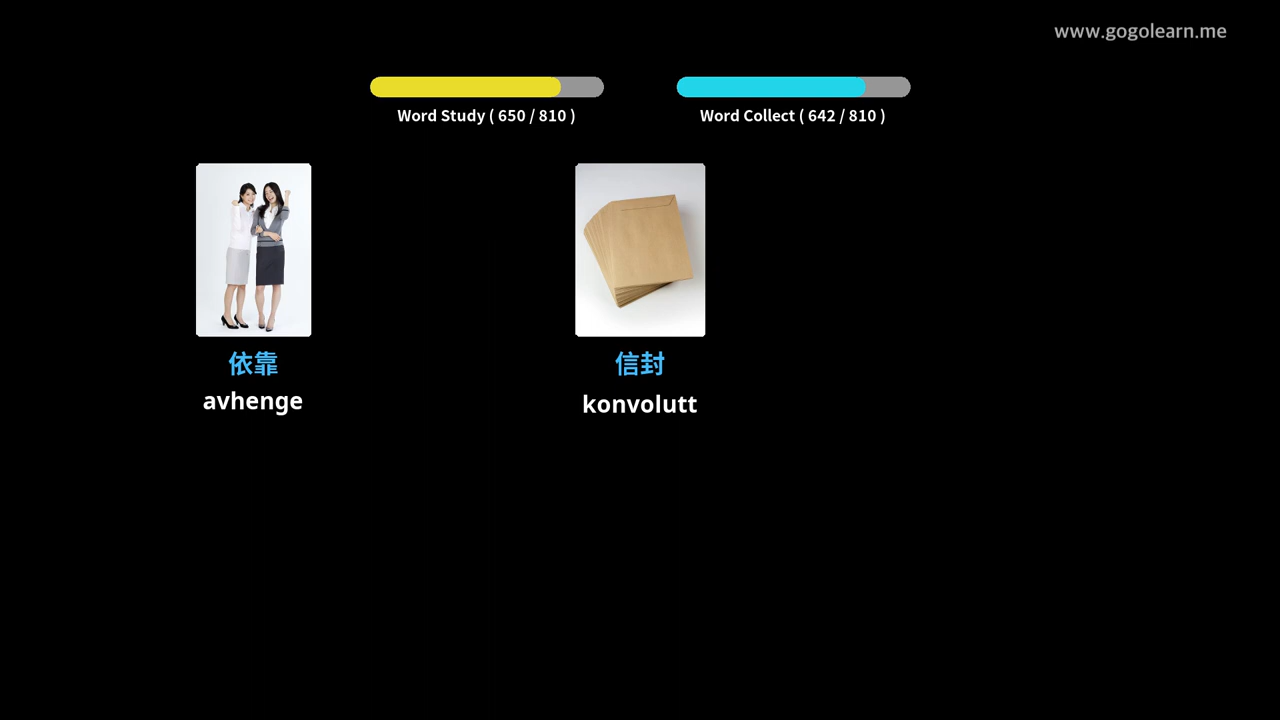 www.gogolearn.me
Word Study ( 650 / 810 )
Word Collect ( 642 / 810 )
依靠
avhenge
信封
konvolutt